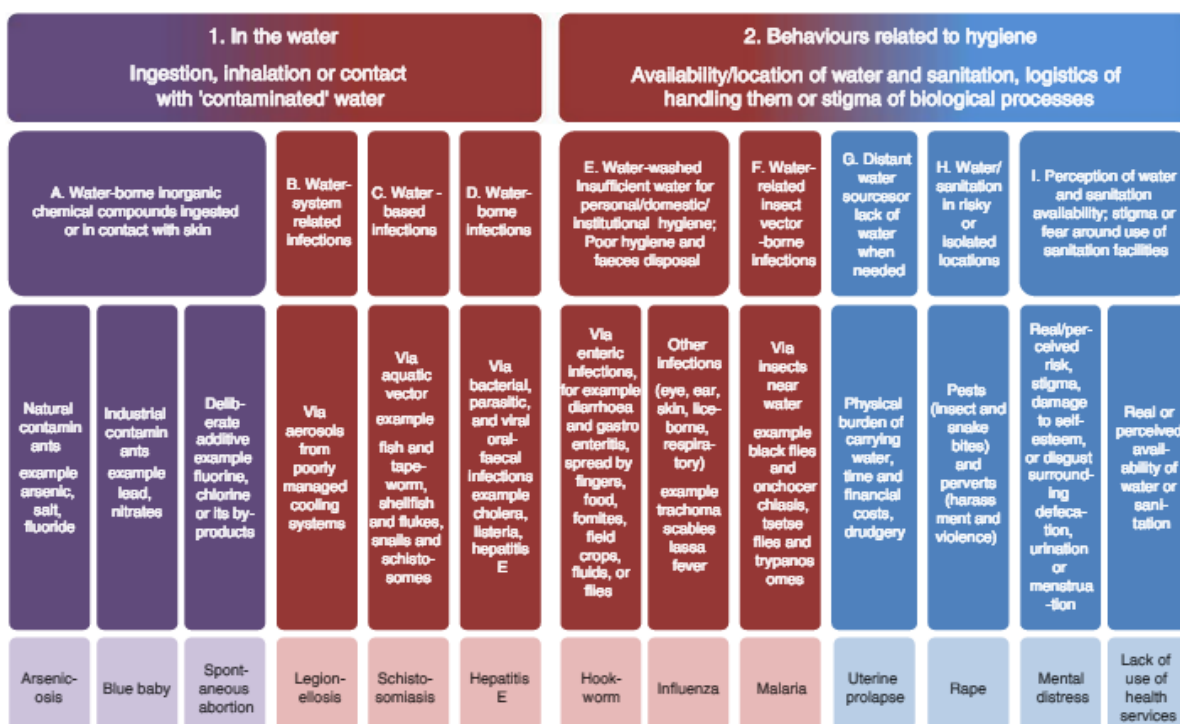 1. In the water
Ingestion, inhalation or contact
with 'contaminated' water
2. Behaviours related to hygiene
Availability/location of water and sanitation, logistics of
handling them or stigma of biological processes
A. Water-borne inorganic
chemical compounds ingested
or in contact with skin
B. Water-
system
related
infections
C. Water -
based
infections
D. Water-
borne
infections
E. Water-washed
Insufficient water for
personal/domestic/
institutional hygiene;
Poor hygiene and
faeces disposal
F. Water-
related
insect
vector
-borne
infections
G. Distant
water
sourcesor
lack of
water
when
needed
H. Water/
sanitation
in risky
or
isolated
locations
I. Perception of water
and sanitation
availability; stigma or
fear around use of
sanitation facilities
Natural
contamin
ants
example
arsenic,
salt,
fluoride
Industrial
contamin
ants
example
lead,
nitrates
Delib-
erate
additive
example
fluorine,
chlorine
or its by-
products
Via
aerosols
from
poorly
managed
cooling
systems
Via
aquatic
vector
example
fish and
tape-
worm,
shellfish
and flukes,
snails and
schisto-
somes
Via
bacterial,
parasitic,
and viral
oral-
faecal
infections
example
cholera,
listeria,
hepatitis
E
Via
enteric
infections,
for example
diarrhoea
and gastro
enteritis,
spread by
fingers,
food,
fomites,
field
crops,
fluids, or
flies
Other
infections
(eye, ear,
skin, lice-
borne,
respira-
tory)
example
trachoma
scabies
lassa
fever
Via
insects
near
water
example
black flies
and
onchocer
chiasis,
tsetse
flies and
trypanos
omes
Physical
burden of
carrying
water,
time and
financial
costs,
drudgery
Pests
(insect and
snake
bites)
and
perverts
(harass
ment and
violence)
Real/per-
ceived
risk,
stigma,
damage
to self-
esteem,
or disgust
surround-
ing
defeca-
tion,
urination
or
menstrua
-tion
Real or
perceived
avail-
ability of
water or
sani-
tation
Arsenic-
osis
Blue baby
Spont-
aneous
abortion
Legion-
ellosis
Schisto-
somiasis
Hepatitis
E
Hook-
worm
Influenza
Malaria
Uterine
prolapse
Rape
Mental
distress
Lack of
use of
health
services